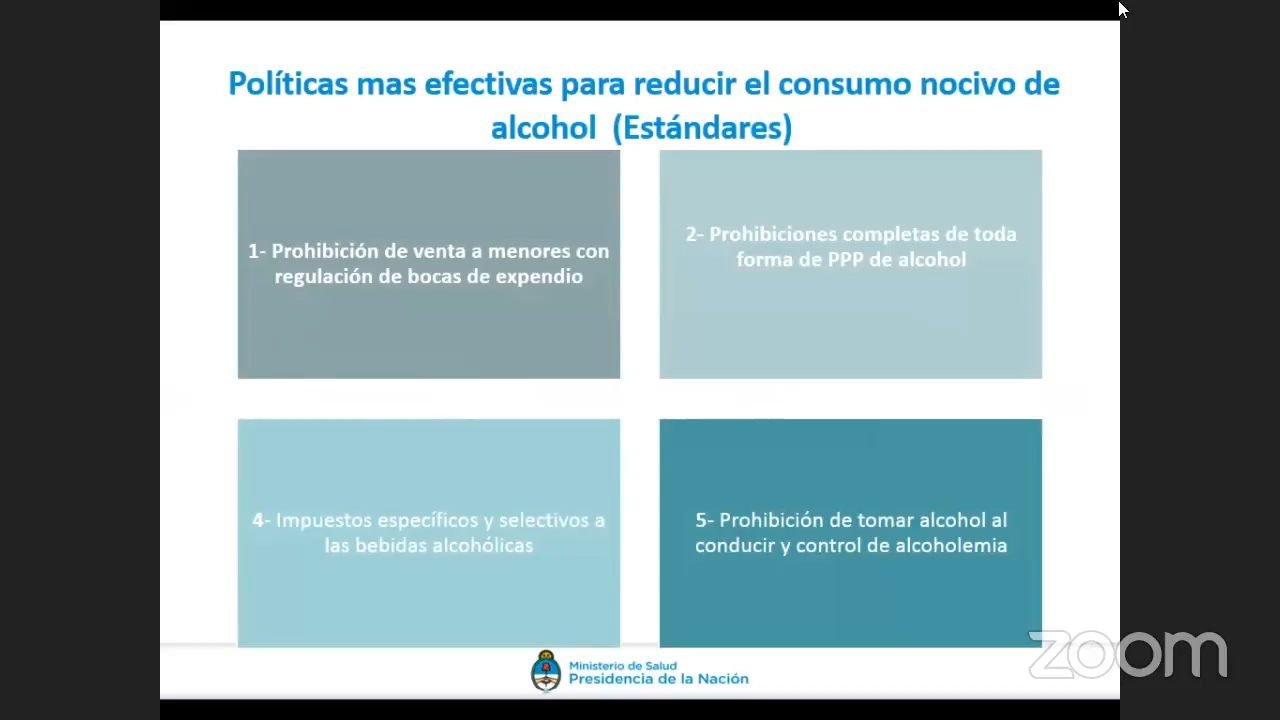 Políticas mas efectivas para reducir el consumo nocivo de
alcohol (Estándares)
1- Prohibición de venta a menores con
regulación de bocas de expendio
2- Prohibiciones completas de toda
forma de PPP de alcohol
4- Impuestos específicos y selectivos a
las bebidas alcohólicas
5- Prohibición de tomar alcohol al
conducir y control de alcoholemia
Ministerio de Salud
Presidencia de la Nación
zoom